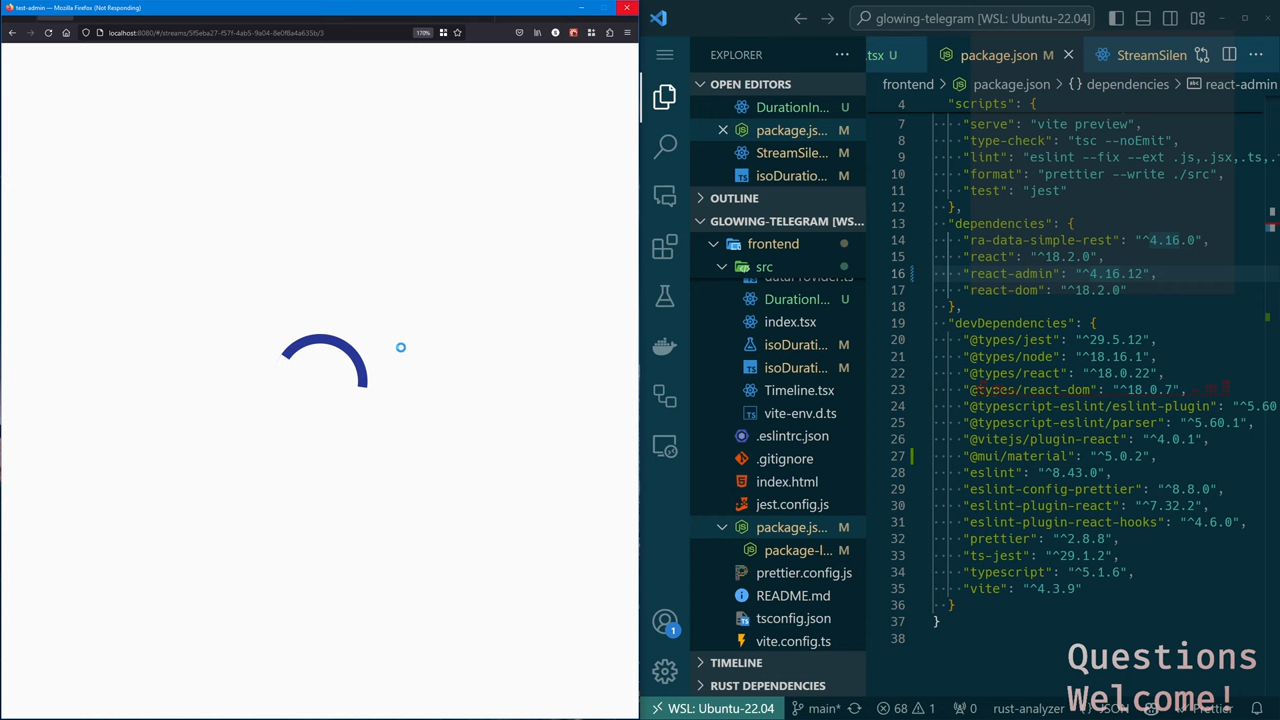 test-admin — Mozilla Firefox (Not Responding)
localhost:8080/#/streams/5f5eba27-f57f-4ab5-9a04-8e0f8a4a635b/3
170%
glowing-telegram [WSL: Ubuntu-22.04]
EXPLORER
.tsx U
package.json M
StreamSilen
frontend > package.json > {} dependencies > react-admin
OPEN EDITORS
DurationIn... U
package.js... M
StreamSile... M
isoDuratio... M
OUTLINE
GLOWING-TELEGRAM [WS...
frontend
src
dataProvider.ts
DurationI... U
index.tsx
isoDurati... M
isoDurati... M
Timeline.tsx
vite-env.d.ts
.eslintrc.json
.gitignore
index.html
jest.config.js
package.js... M
package-l... M
prettier.config.js
README.md
tsconfig.json
vite.config.ts
TIMELINE
RUST DEPENDENCIES
4 "scripts": {
7 "serve": "vite preview",
8 "type-check": "tsc --noEmit",
9 "lint": "eslint --fix --ext .js,.jsx,.ts,.
10 "format": "prettier --write ./src",
11 "test": "jest"
12 },
13 "dependencies": {
14 "ra-data-simple-rest": "^4.16.0",
15 "react": "^18.2.0",
16 "react-admin": "^4.16.12",
17 "react-dom": "^18.2.0"
18 },
19 "devDependencies": {
20 "@types/jest": "^29.5.12",
21 "@types/node": "^18.16.1",
22 "@types/react": "^18.0.22",
23 "@types/react-dom": "^18.0.7",
24 "@typescript-eslint/eslint-plugin": "^5.60
25 "@typescript-eslint/parser": "^5.60.1",
26 "@vitejs/plugin-react": "^4.0.1",
27 "@mui/material": "^5.0.2",
28 "eslint": "^8.43.0",
29 "eslint-config-prettier": "^8.8.0",
30 "eslint-plugin-react": "^7.32.2",
31 "eslint-plugin-react-hooks": "^4.6.0",
32 "prettier": "^2.8.8",
33 "ts-jest": "^29.1.2",
34 "typescript": "^5.1.6",
35 "vite": "^4.3.9"
36 }
37 }
38
Questions
Welcome!
1
WSL: Ubuntu-22.04
main*
68 1
0
rust-analyzer
{} JSON
Prettier